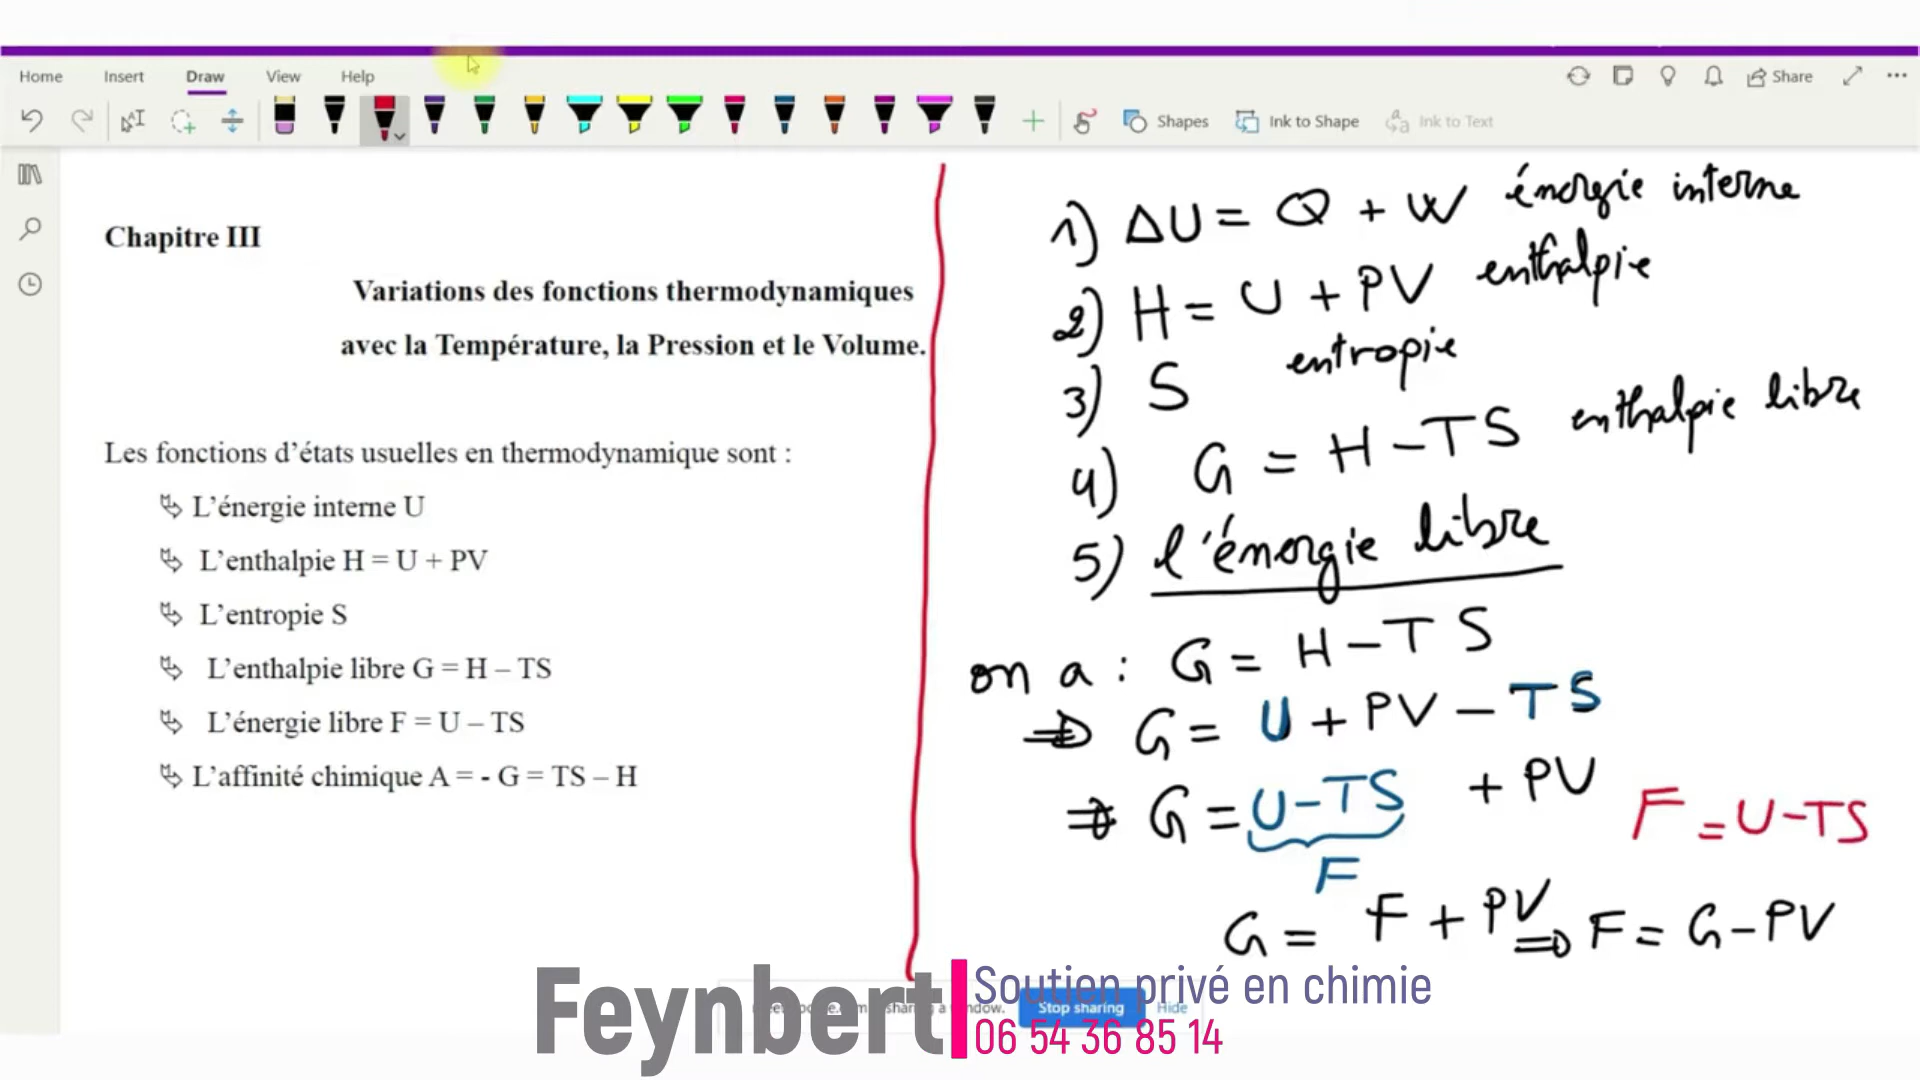 Home Insert Draw View Help Share
Shapes Ink to Shape Ink to Text
Chapitre III
Variations des fonctions thermodynamiques
avec la Température, la Pression et le Volume.
Les fonctions d'états usuelles en thermodynamique sont :
L'énergie interne U
L'enthalpie H = U + PV
L'entropie S
L'enthalpie libre G = H – TS
L'énergie libre F = U – TS
L'affinité chimique A = - G = TS – H
1) ΔU = Q + W énergie interne
2) H = U + PV enthalpie
3) S entropie
4) G = H - TS enthalpie libre
5) l'énergie libre
on a : G = H - TS
⇒ G = U + PV - TS
⇒ G = U - TS + PV
F
F = U - TS
G = F + PV ⇒ F = G - PV
Feynbert
Soutien privé en chimie
06 54 36 85 14
Stop sharing Hide